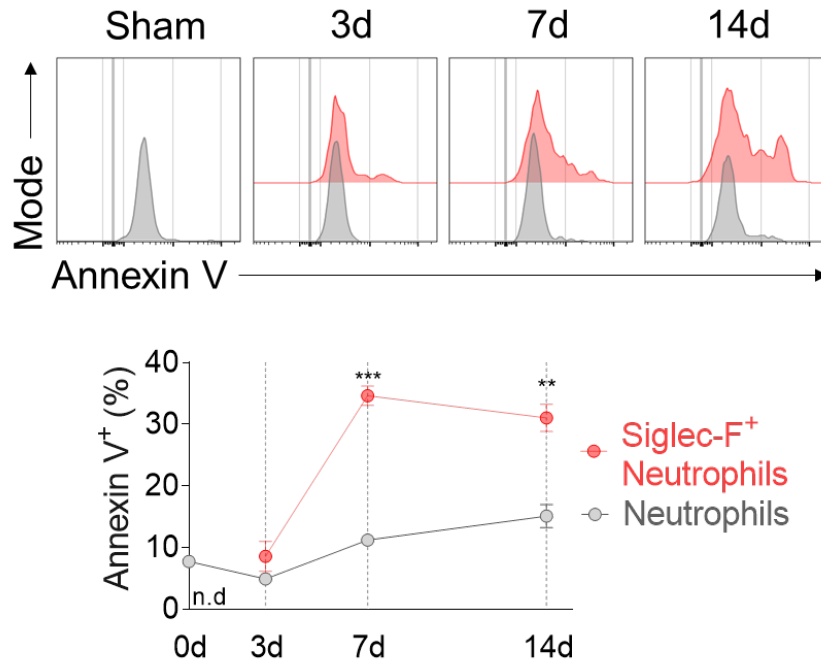 Sham 3d 7d 14d
Mode
Annexin V
Annexin V+ (%)
40
30
20
10
0
n.d
***
**
0d 3d 7d 14d
Siglec-F+
Neutrophils
Neutrophils